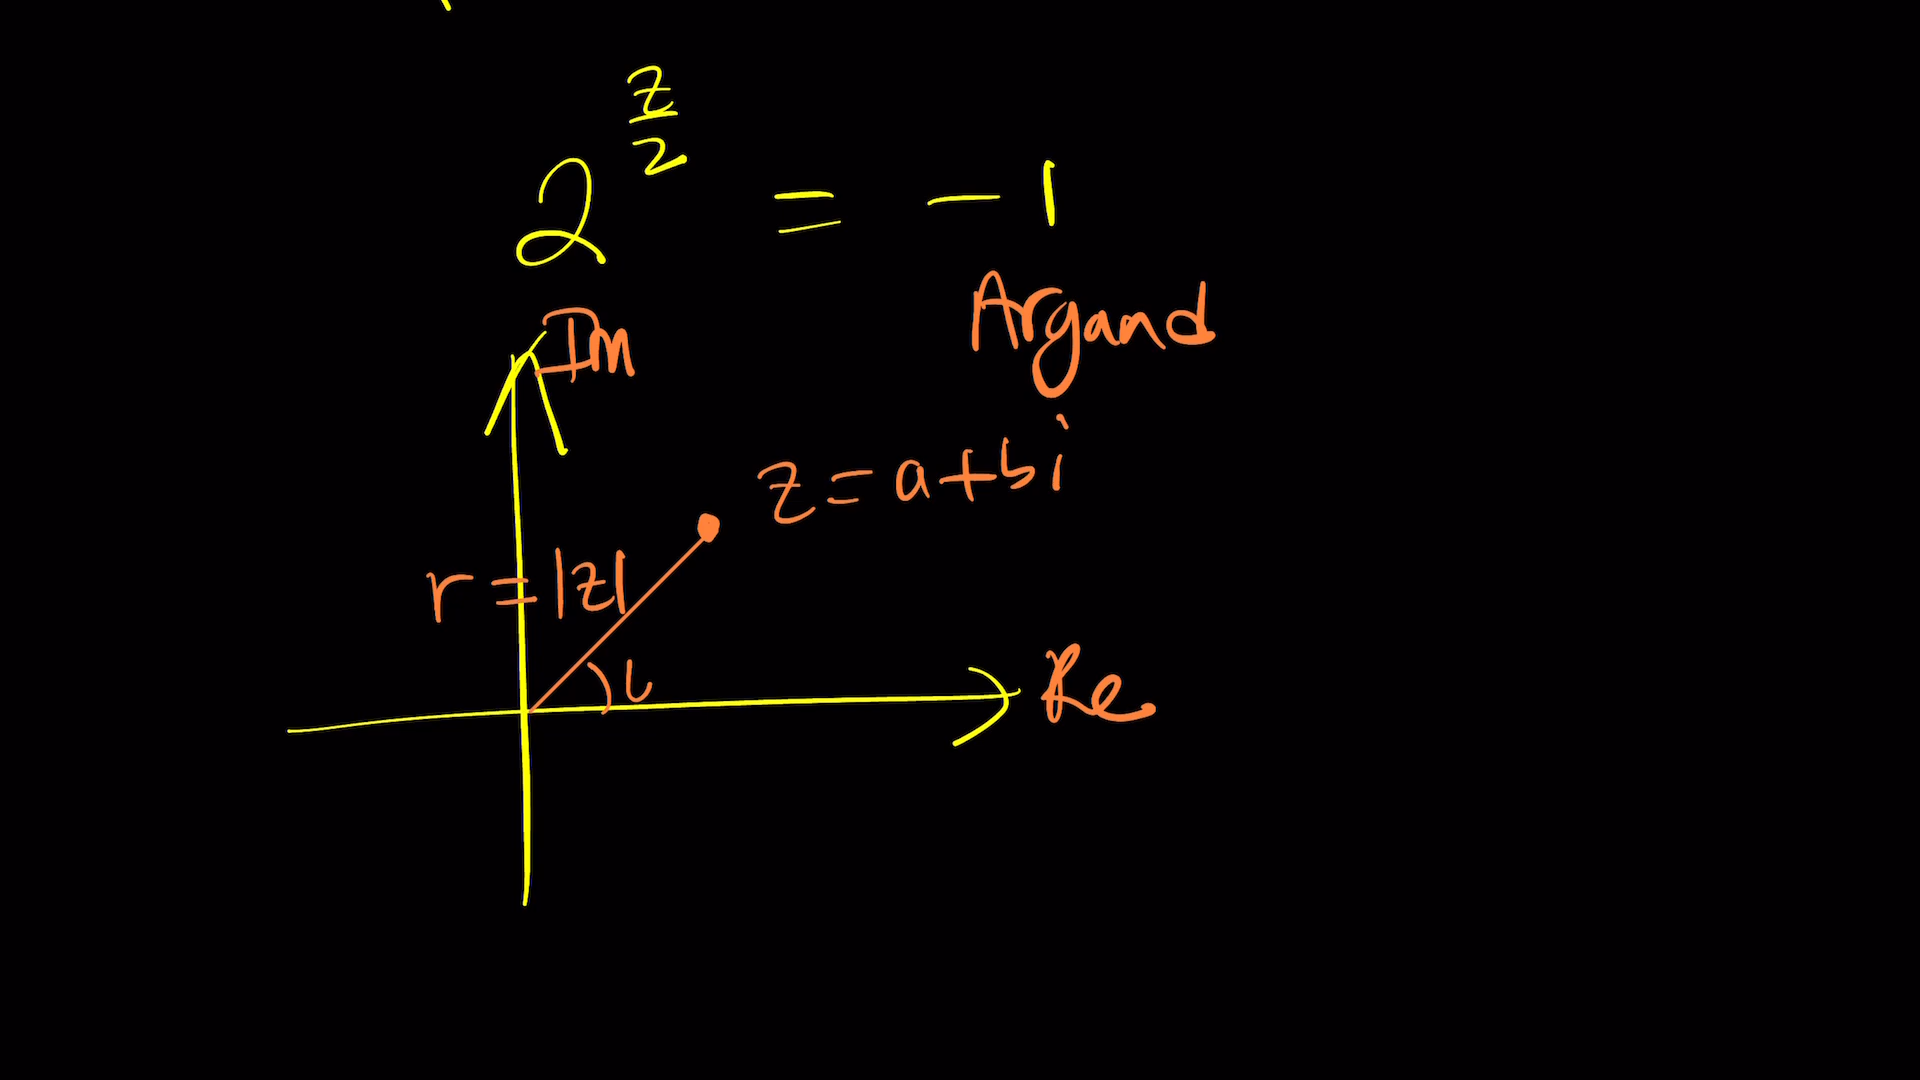 2^{z/2} = -1
Argand
Im
z = a + bi
r = |z|
Re